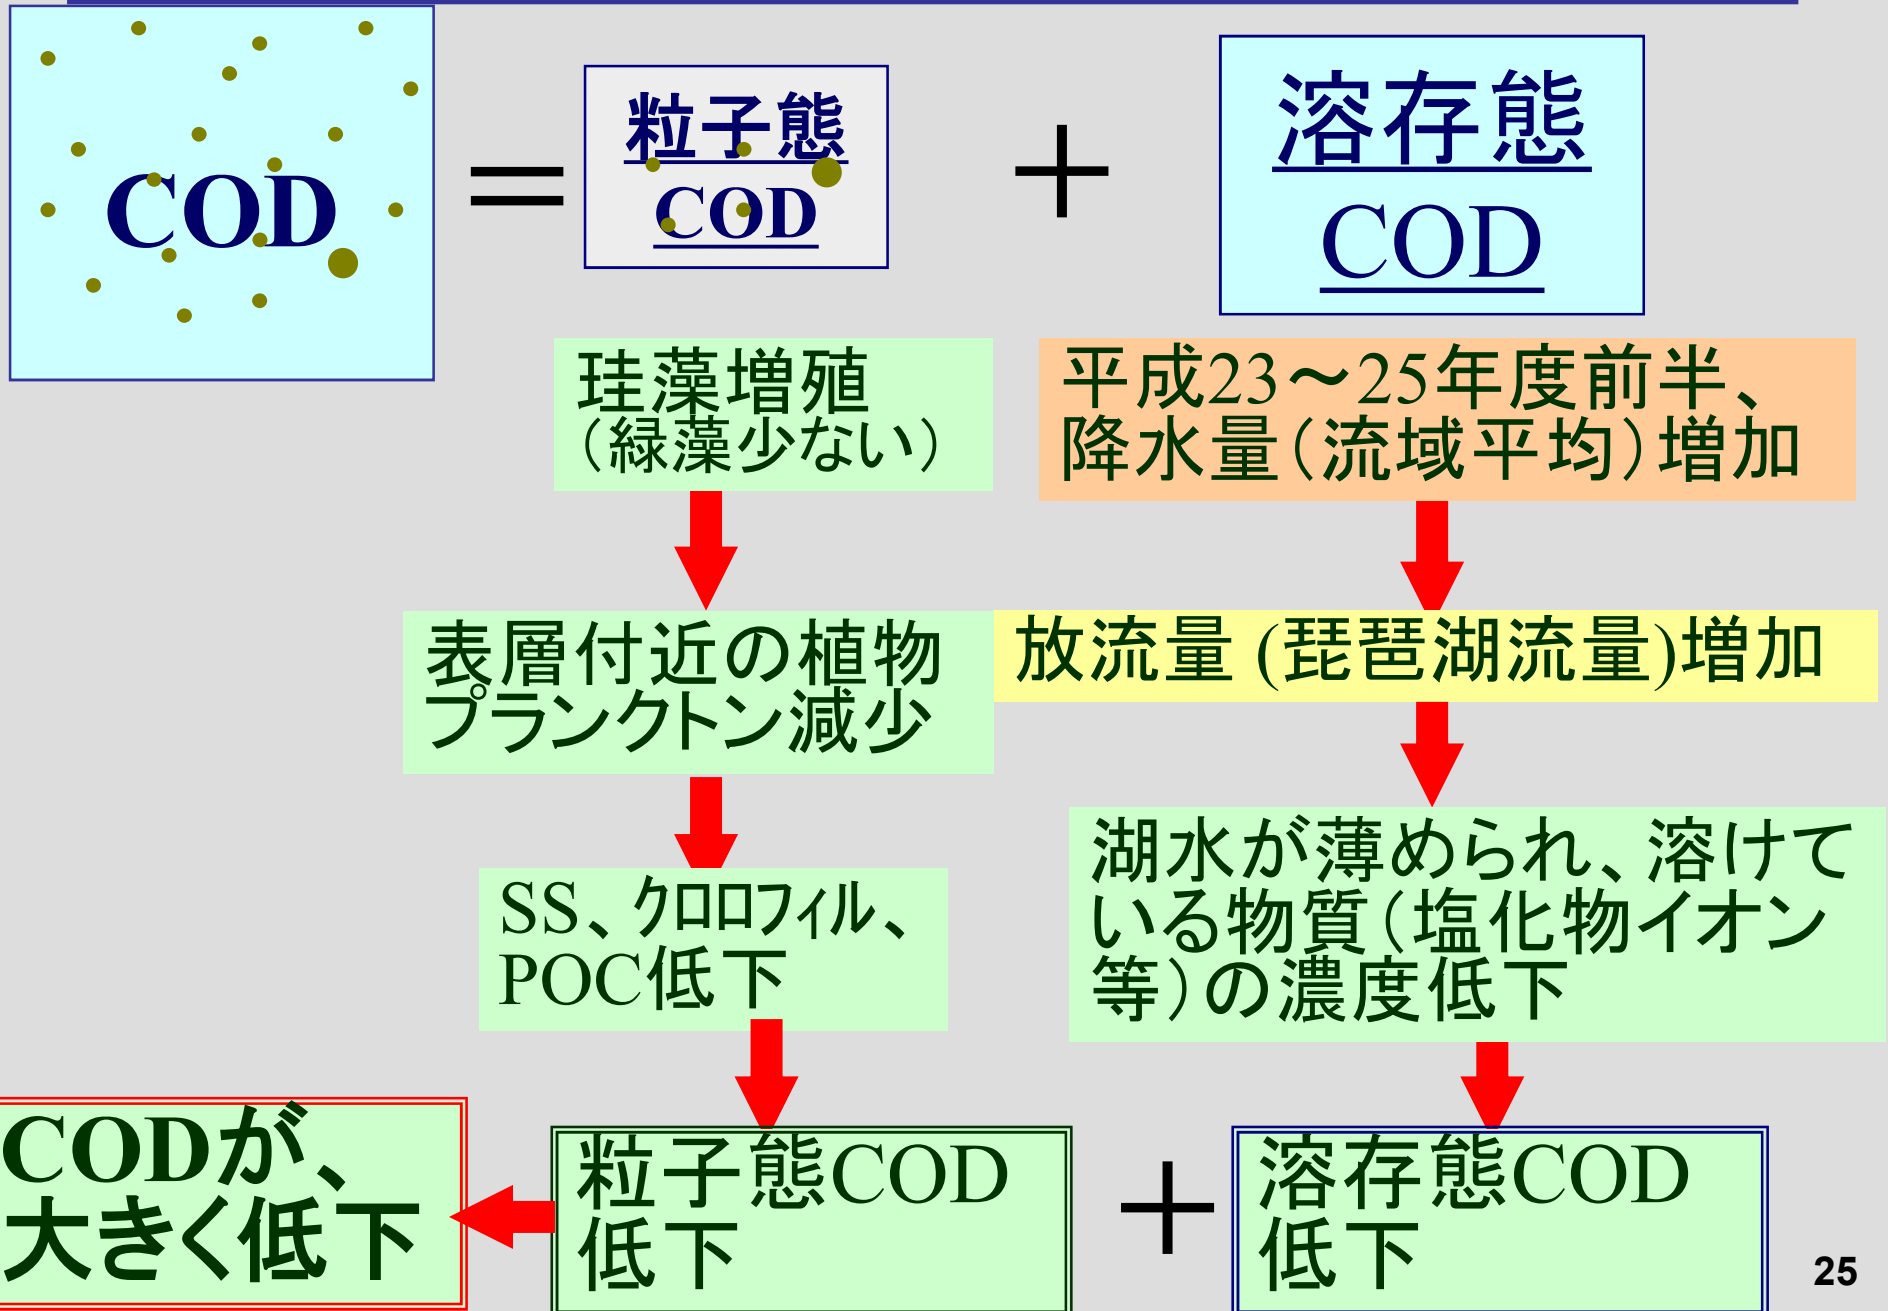 COD
=
粒子態
COD
+
溶存態
COD
珪藻増殖
（緑藻少ない）
平成23～25年度前半、
降水量（流域平均）増加
表層付近の植物
プランクトン減少
放流量 (琵琶湖流量)増加
SS、クロロフィル、
POC低下
湖水が薄められ、溶けて
いる物質（塩化物イオン
等）の濃度低下
CODが、
大きく低下
粒子態COD
低下
+
溶存態COD
低下
25